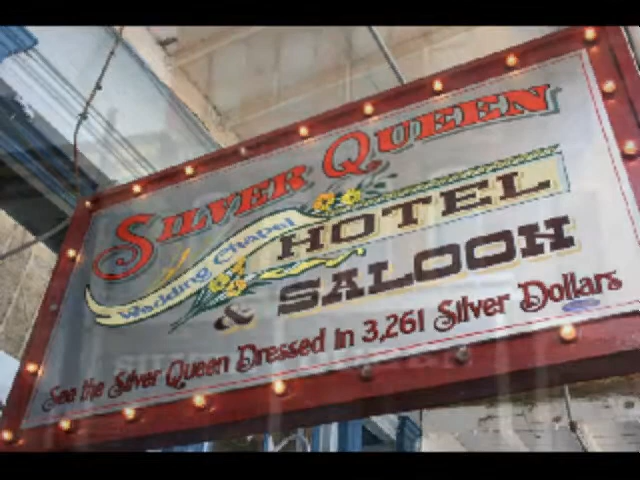 SILVER QUEEN
Wedding Chapel
HOTEL
& SALOON
See the Silver Queen Dressed in 3,261 Silver Dollars